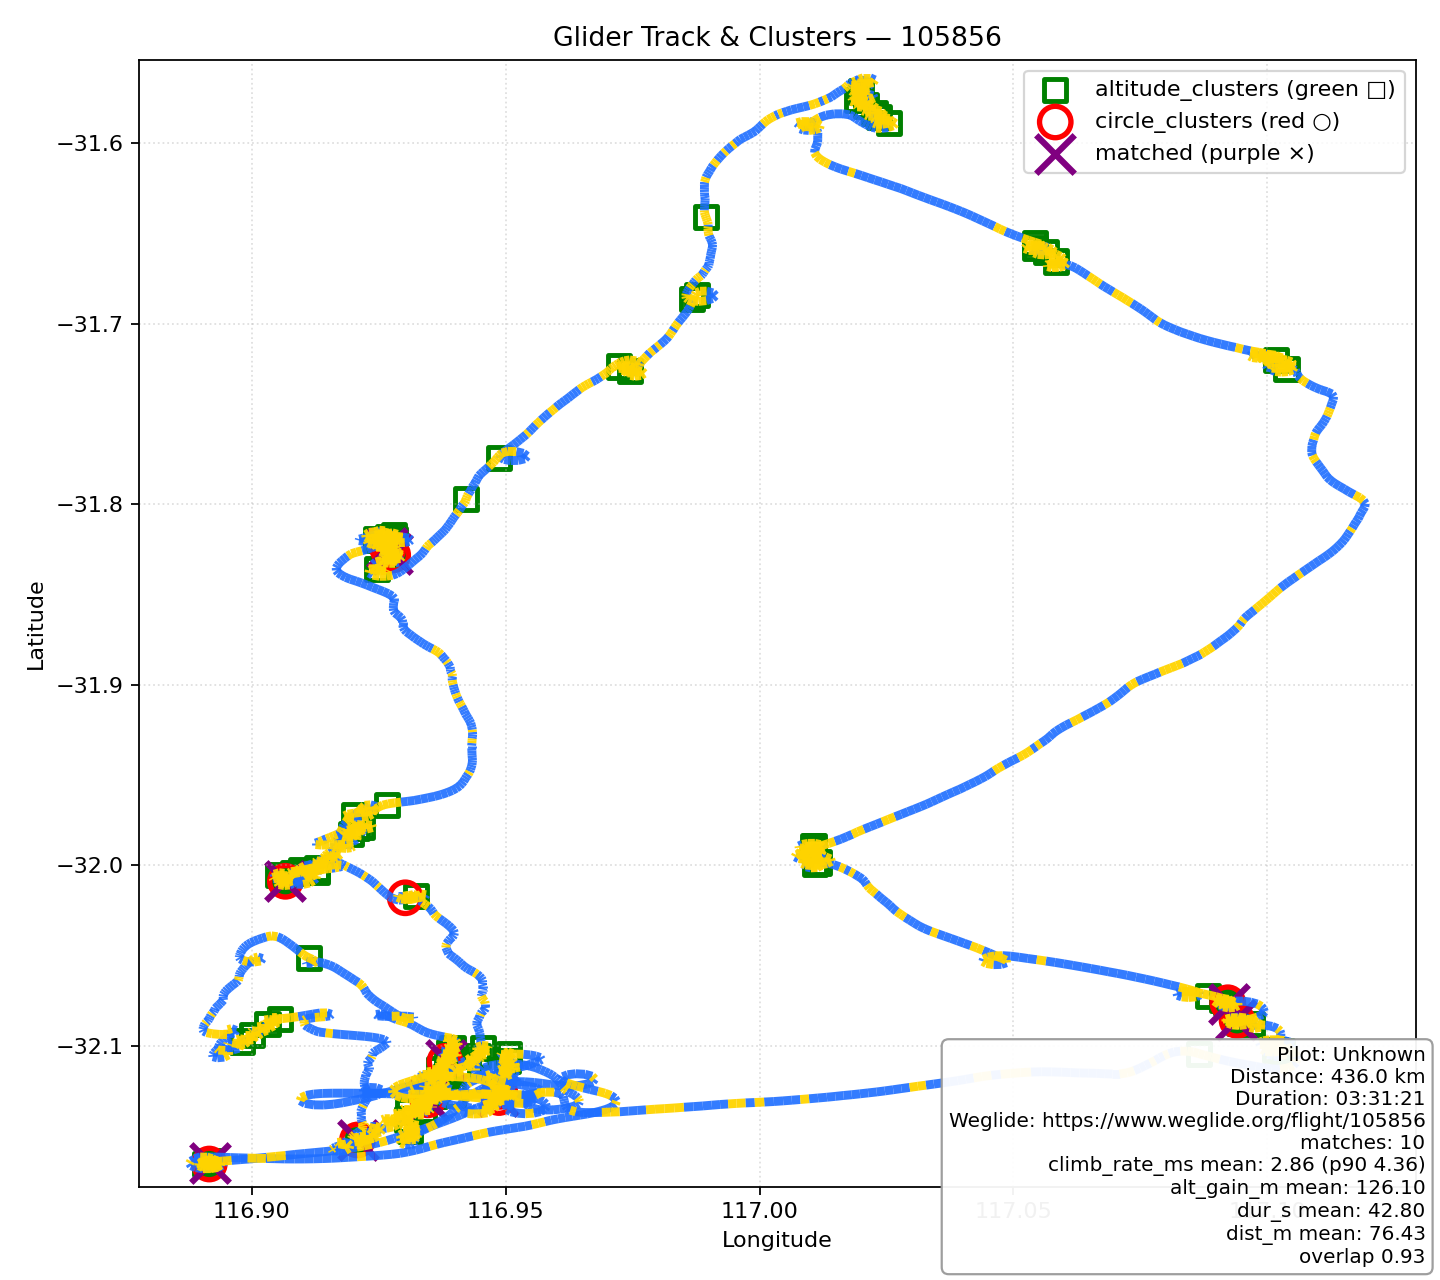 Glider Track & Clusters — 105856
altitude_clusters (green □)
circle_clusters (red ○)
matched (purple ×)
−31.6
−31.7
−31.8
−31.9
−32.0
−32.1
Latitude
116.90
116.95
117.00
117.05
Longitude
Pilot: Unknown
Distance: 436.0 km
Duration: 03:31:21
Weglide: https://www.weglide.org/flight/105856
matches: 10
climb_rate_ms mean: 2.86 (p90 4.36)
alt_gain_m mean: 126.10
dur_s mean: 42.80
dist_m mean: 76.43
overlap 0.93